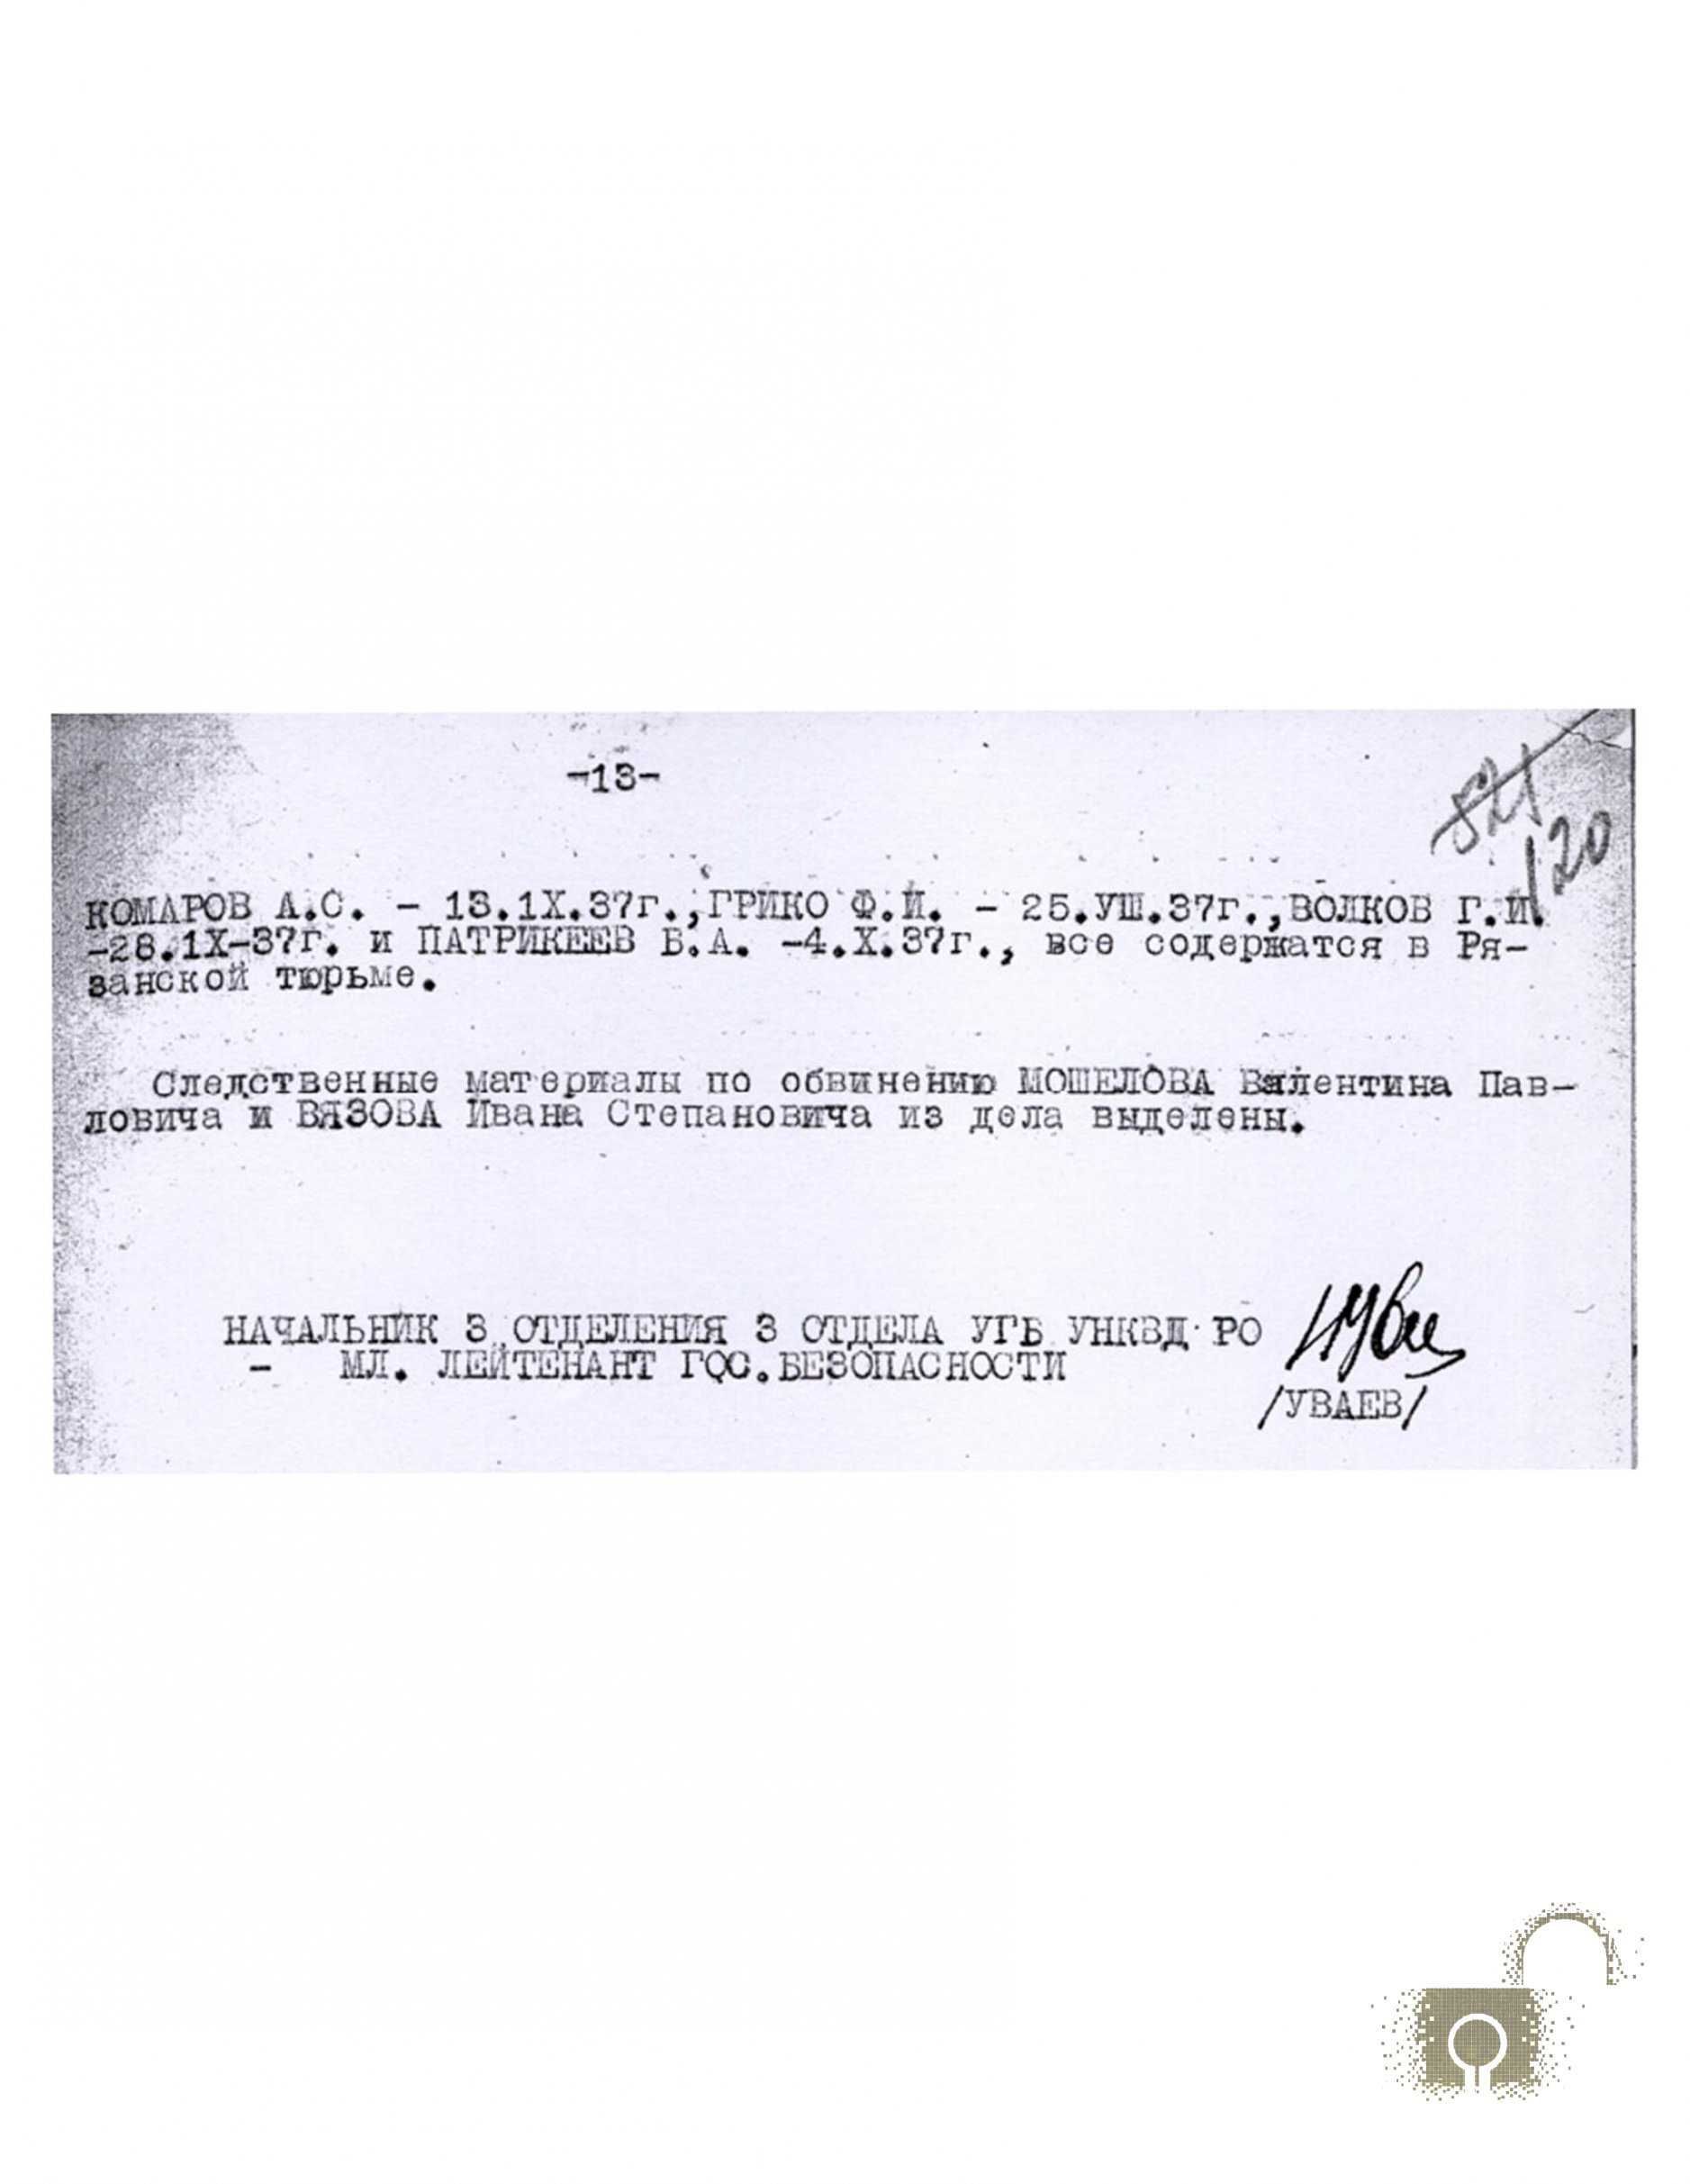 -13-
521
120
КОМАРОВ А.С. - 13.1Х.37г.,ГРИКО Ф.И. - 25.УШ.37г.,ВОЛКОВ Г.И.
-28.1Х-37г. и ПАТРИКЕЕВ Б.А. -4.Х.37г., все содержатся в Ря-
занской тюрьме.
Следственные материалы по обвинению МОШЕЛОВА Валентина Пав-
ловича и ВЯЗОВА Ивана Степановича из дела выделены.
НАЧАЛЬНИК 3 ОТДЕЛЕНИЯ 3 ОТДЕЛА УГБ УНКВД РО
- МЛ. ЛЕЙТЕНАНТ ГОС.БЕЗОПАСНОСТИ
/УВАЕВ/